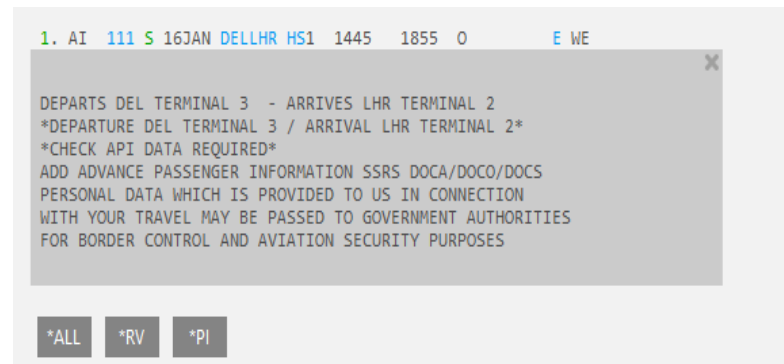 1. AI 111 S 16JAN DELLHR HS1 1445 1855 O E WE
X
DEPARTS DEL TERMINAL 3 - ARRIVES LHR TERMINAL 2
*DEPARTURE DEL TERMINAL 3 / ARRIVAL LHR TERMINAL 2*
*CHECK API DATA REQUIRED*
ADD ADVANCE PASSENGER INFORMATION SSRS DOCA/DOCO/DOCS
PERSONAL DATA WHICH IS PROVIDED TO US IN CONNECTION
WITH YOUR TRAVEL MAY BE PASSED TO GOVERNMENT AUTHORITIES
FOR BORDER CONTROL AND AVIATION SECURITY PURPOSES
*ALL *RV *PI